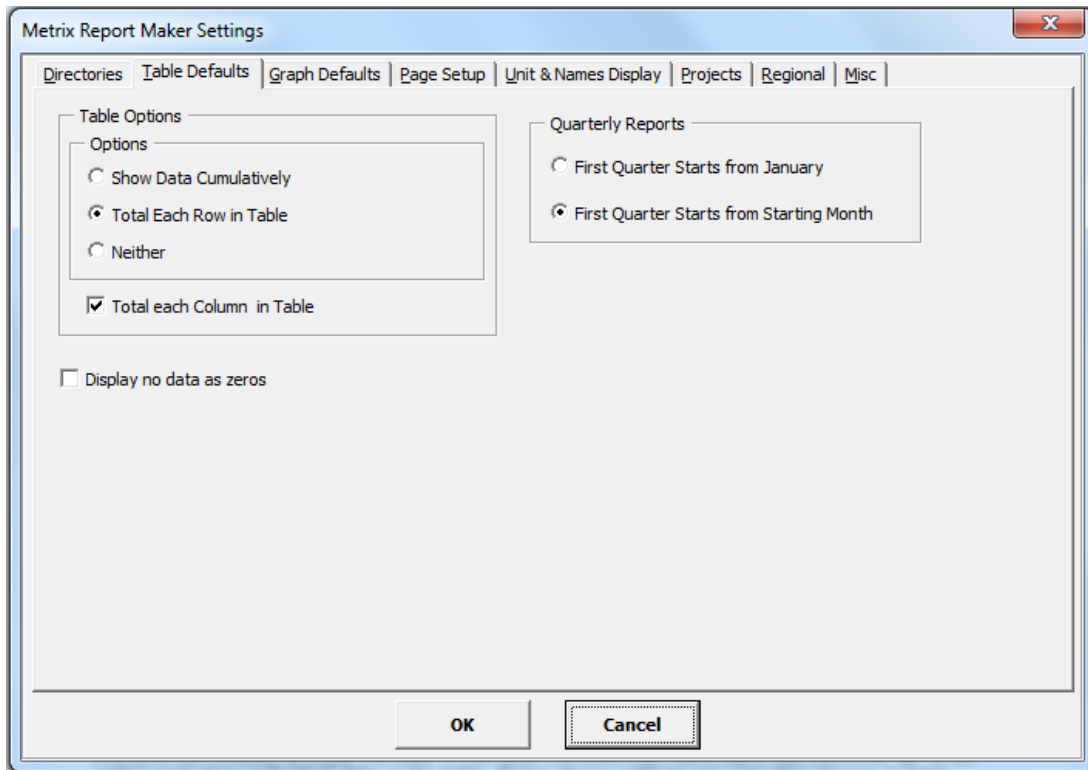 Metrix Report Maker Settings
X
Directories Table Defaults Graph Defaults Page Setup Unit & Names Display Projects Regional Misc
Table Options
Options
Show Data Cumulatively
Total Each Row in Table
Neither
Total each Column in Table
Quarterly Reports
First Quarter Starts from January
First Quarter Starts from Starting Month
Display no data as zeros
OK Cancel